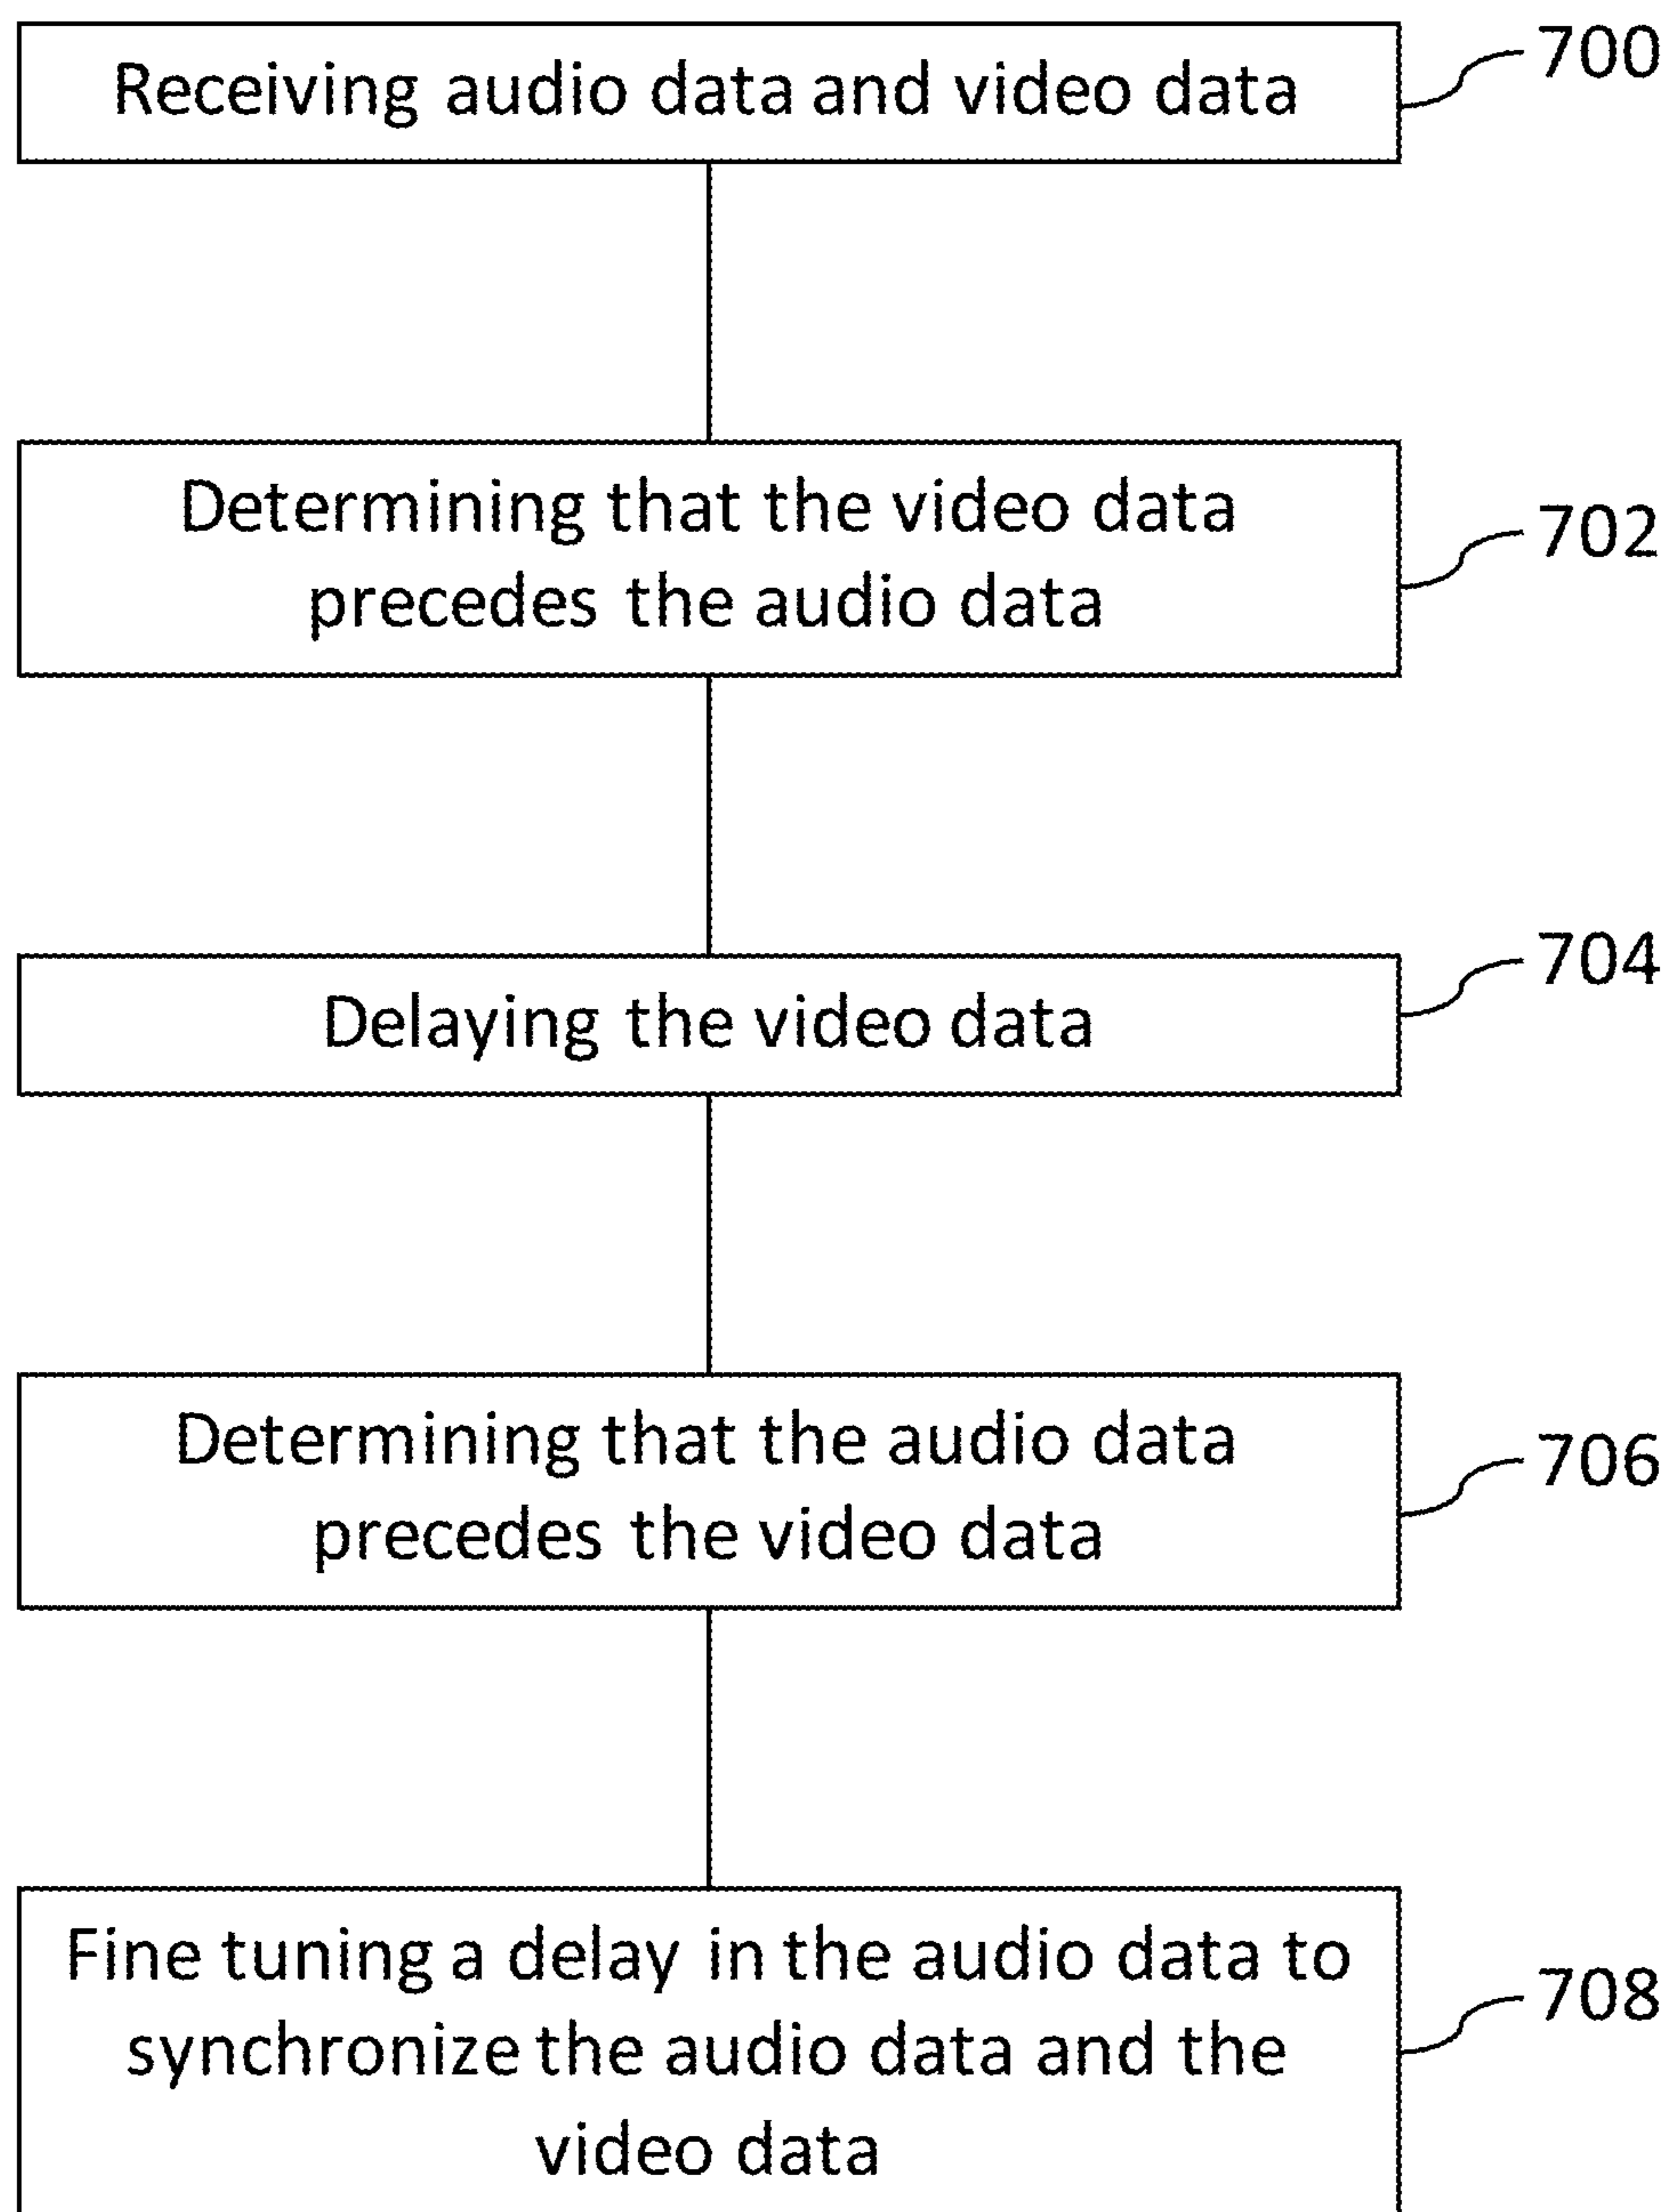 Receiving audio data and video data
700
Determining that the video data
precedes the audio data
702
Delaying the video data
704
Determining that the audio data
precedes the video data
706
Fine tuning a delay in the audio data to
synchronize the audio data and the
video data
708